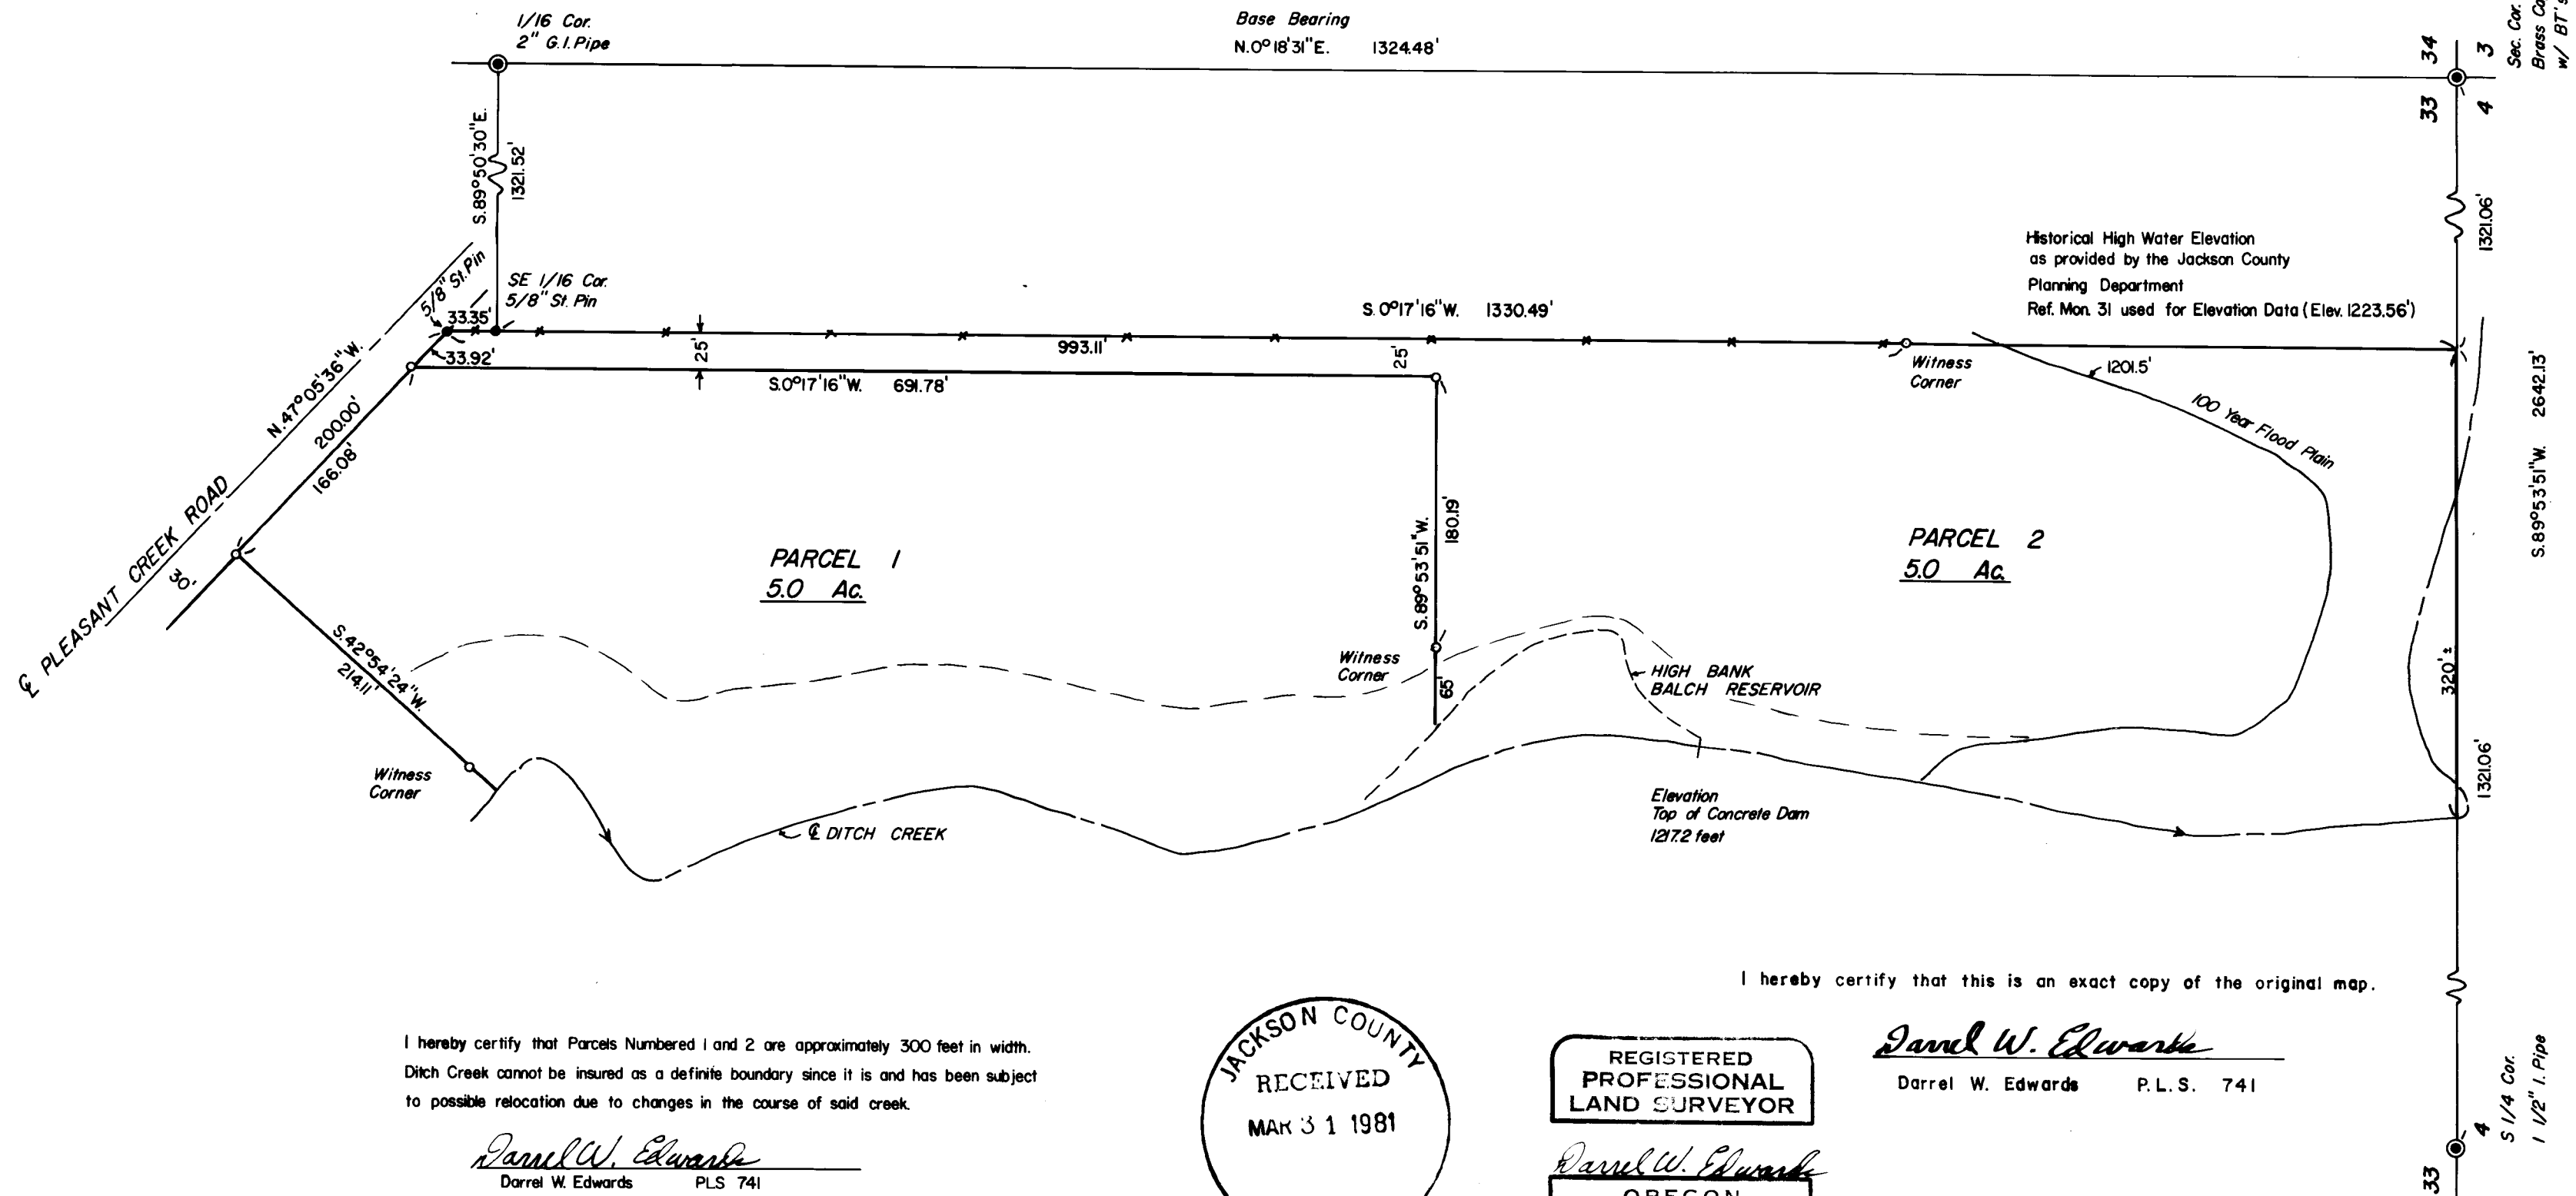 1/16 Cor.
2" G.I. Pipe
Base Bearing
N.0°18'31"E. 1324.48'
34
3
33
4
Sec. Cor.
w/ BT's
S.89°50'30"E.
1321.52'
1321.06'
Historical High Water Elevation
as provided by the Jackson County
Planning Department
Ref. Mon. 31 used for Elevation Data (Elev. 1223.56')
5/8" St. Pin
SE 1/16 Cor.
5/8" St. Pin
33.35'
S.0°17'16"W. 1330.49'
993.11'
25'
25'
33.92'
S.0°17'16"W. 691.78'
Witness
Corner
1201.5'
100 Year Flood Plain
N.47°05'36"W.
200.00'
166.08'
S.89°53'51"W. 2642.13'
℄ PLEASANT CREEK ROAD
30'
PARCEL 1
5.0 Ac.
S.89°53'51"W.
180.19'
PARCEL 2
5.0 Ac.
S.42°54'24"W.
214.11'
Witness
Corner
65'
HIGH BANK
BALCH RESERVOIR
320'±
Witness
Corner
℄ DITCH CREEK
Elevation
Top of Concrete Dam
1217.2 feet
1321.06'
I hereby certify that this is an exact copy of the original map.
Darrel W. Edwards
Darrel W. Edwards P.L.S. 741
I hereby certify that Parcels Numbered 1 and 2 are approximately 300 feet in width.
Ditch Creek cannot be insured as a definite boundary since it is and has been subject
to possible relocation due to changes in the course of said creek.
Darrel W. Edwards
Darrel W. Edwards PLS 741
JACKSON COUNTY
RECEIVED
MAR 31 1981
REGISTERED
PROFESSIONAL
LAND SURVEYOR
Darrel W. Edwards
OREGON
4
33
S 1/4 Cor.
1 1/2" I. Pipe